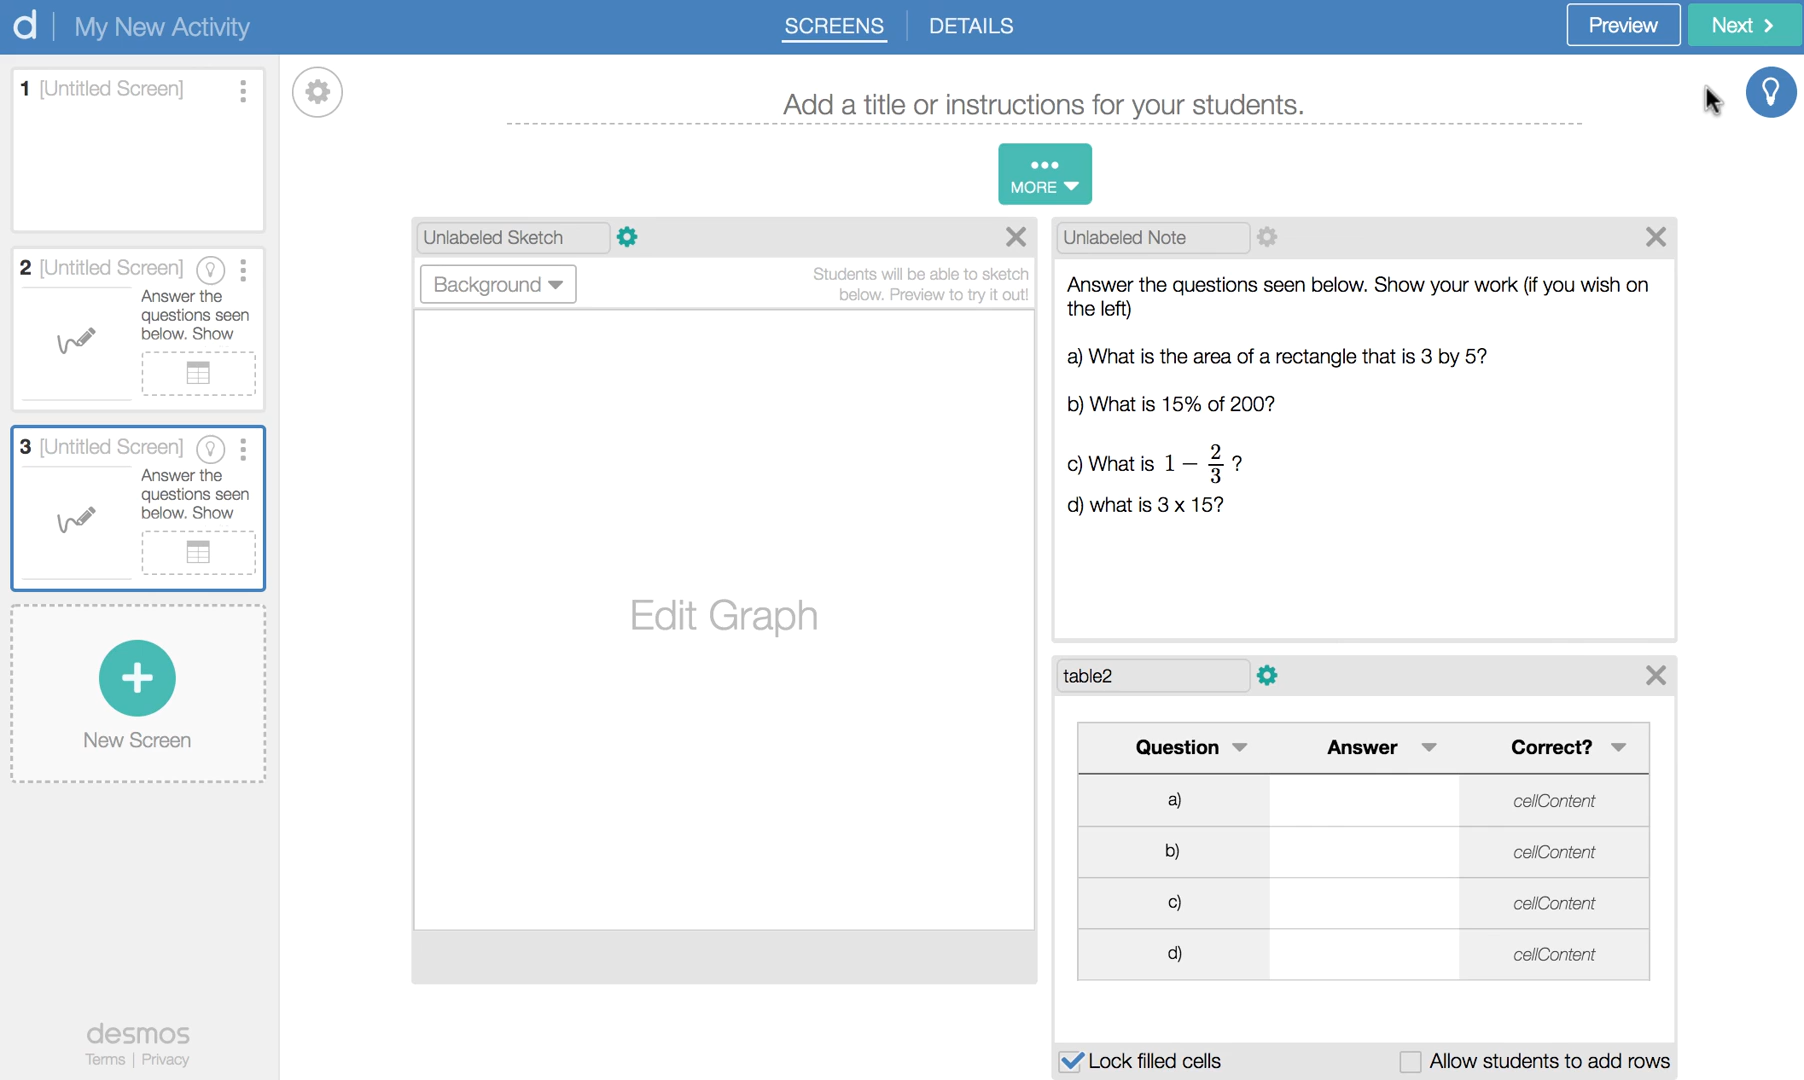 d
My New Activity
SCREENS
DETAILS
Preview
Next
1 [Untitled Screen]
2 [Untitled Screen]
Answer the
questions seen
below. Show
3 [Untitled Screen]
Answer the
questions seen
below. Show
New Screen
desmos
Terms | Privacy
Add a title or instructions for your students.
MORE
Unlabeled Sketch
Background
Students will be able to sketch
below. Preview to try it out!
Edit Graph
Unlabeled Note
Answer the questions seen below. Show your work (if you wish on
the left)
a) What is the area of a rectangle that is 3 by 5?
b) What is 15% of 200?
c) What is 1 − 2/3 ?
d) what is 3 x 15?
table2
Question Answer Correct?
a) cellContent
b) cellContent
c) cellContent
d) cellContent
Lock filled cells
Allow students to add rows